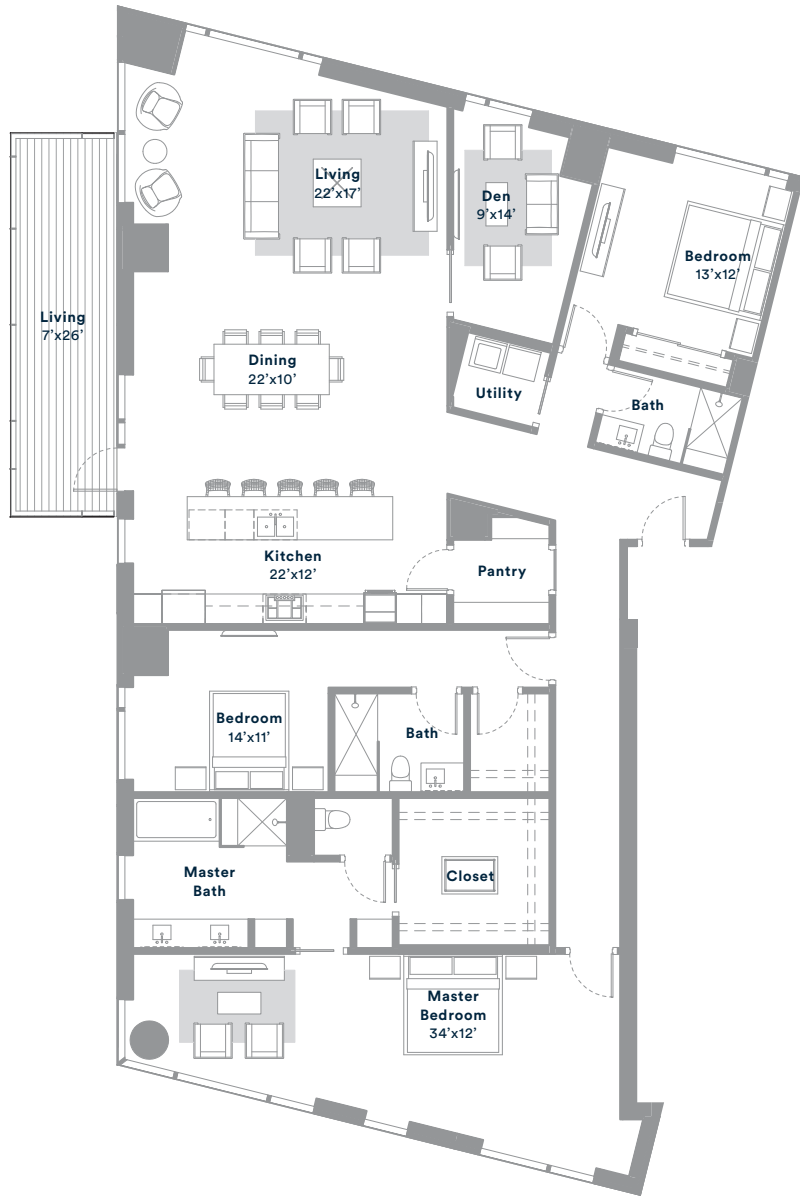 Living
22’x17’
Den
9’x14’
Bedroom
13’x12’
Living
7’x26’
Dining
22’x10’
Utility
Bath
Kitchen
22’x12’
Pantry
Bedroom
14’x11’
Bath
Master
Bath
Closet
Master
Bedroom
34’x12’